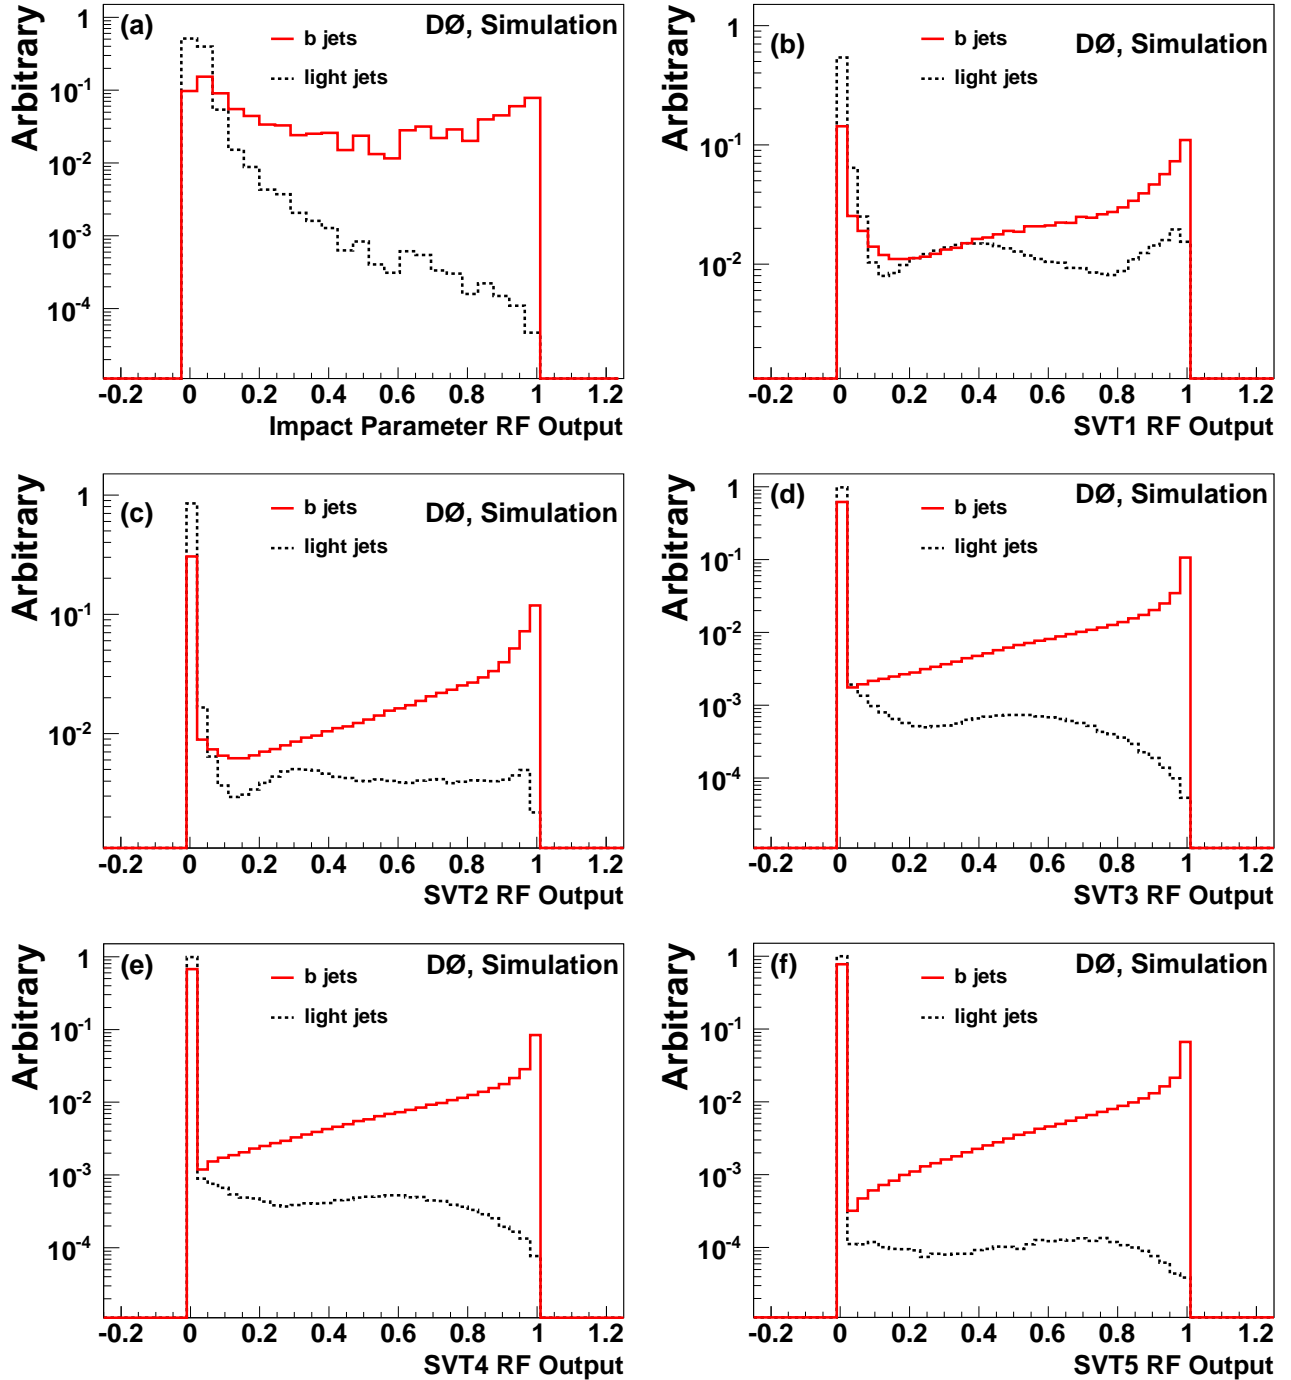 (a) DØ, Simulation
b jets
light jets
Arbitrary
1
10-1
10-2
10-3
10-4
-0.2 0 0.2 0.4 0.6 0.8 1 1.2
Impact Parameter RF Output
(b) DØ, Simulation
b jets
light jets
Arbitrary
1
10-1
10-2
-0.2 0 0.2 0.4 0.6 0.8 1 1.2
SVT1 RF Output
(c) DØ, Simulation
b jets
light jets
Arbitrary
1
10-1
10-2
-0.2 0 0.2 0.4 0.6 0.8 1 1.2
SVT2 RF Output
(d) DØ, Simulation
b jets
light jets
Arbitrary
1
10-1
10-2
10-3
10-4
-0.2 0 0.2 0.4 0.6 0.8 1 1.2
SVT3 RF Output
(e) DØ, Simulation
b jets
light jets
Arbitrary
1
10-1
10-2
10-3
10-4
-0.2 0 0.2 0.4 0.6 0.8 1 1.2
SVT4 RF Output
(f) DØ, Simulation
b jets
light jets
Arbitrary
1
10-1
10-2
10-3
10-4
-0.2 0 0.2 0.4 0.6 0.8 1 1.2
SVT5 RF Output